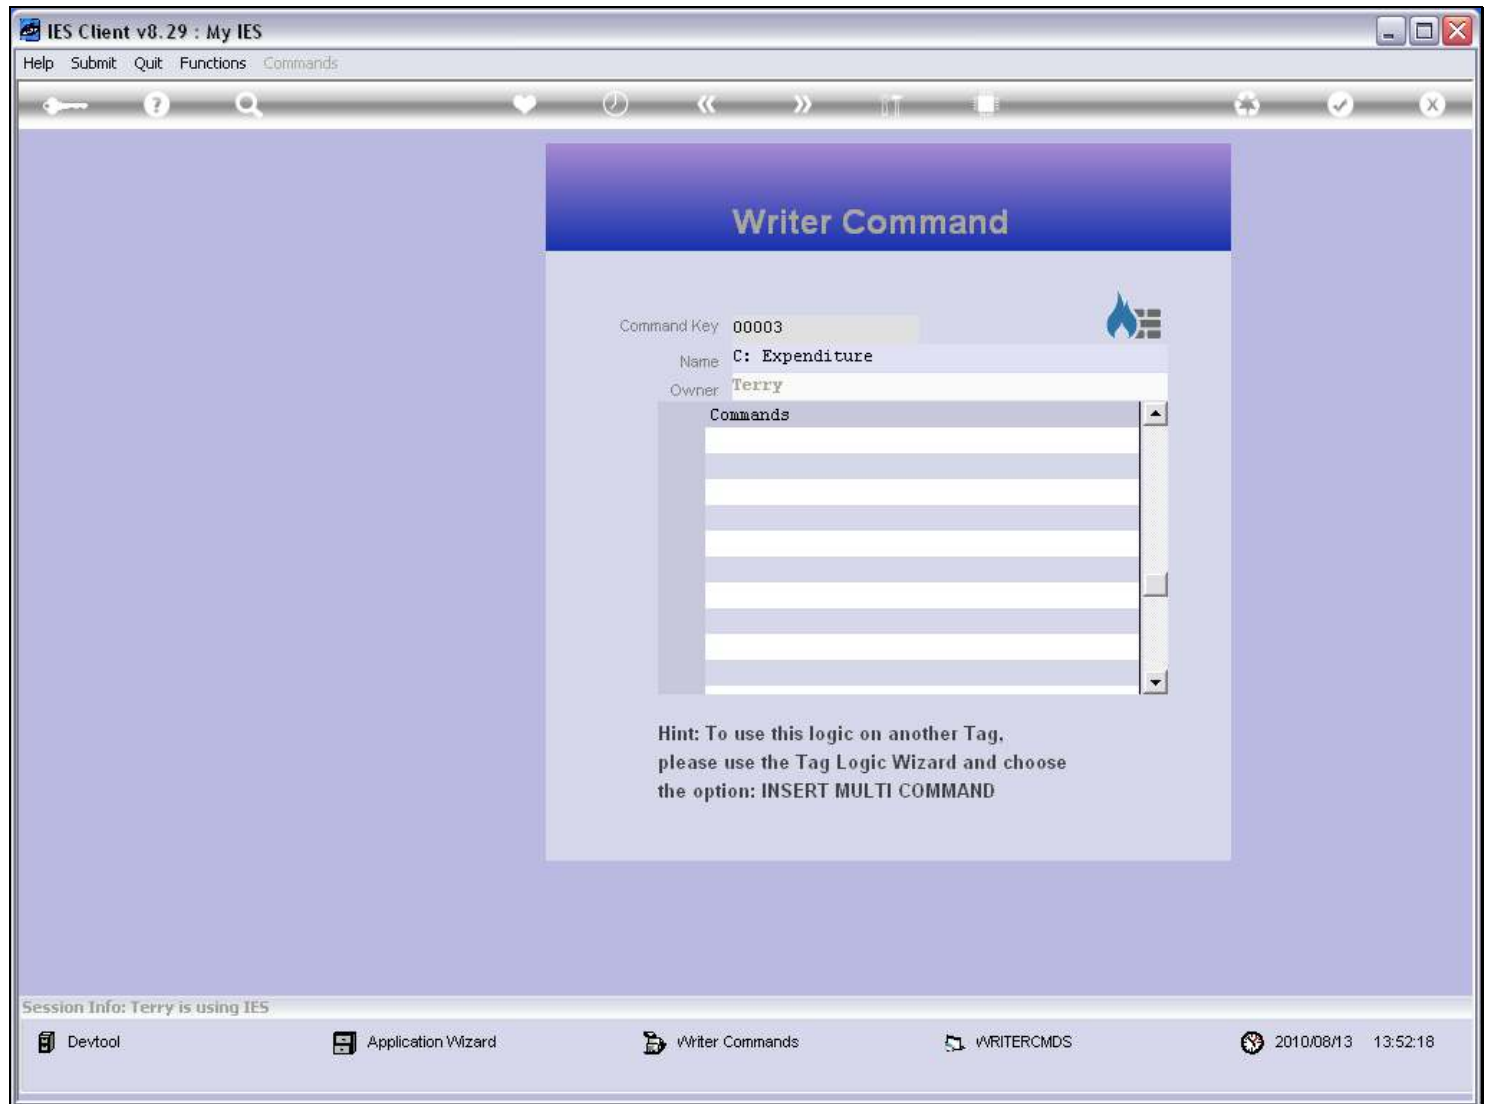 IES Client v8.29 : My IES
Help Submit Quit Functions Commands
Writer Command
Command Key 00003
Name C: Expenditure
Owner Terry
Commands
Hint: To use this logic on another Tag,
please use the Tag Logic Wizard and choose
the option: INSERT MULTI COMMAND
Session Info: Terry is using IES
Devtool Application Wizard Writer Commands WRITERCMDS 2010/08/13 13:52:18